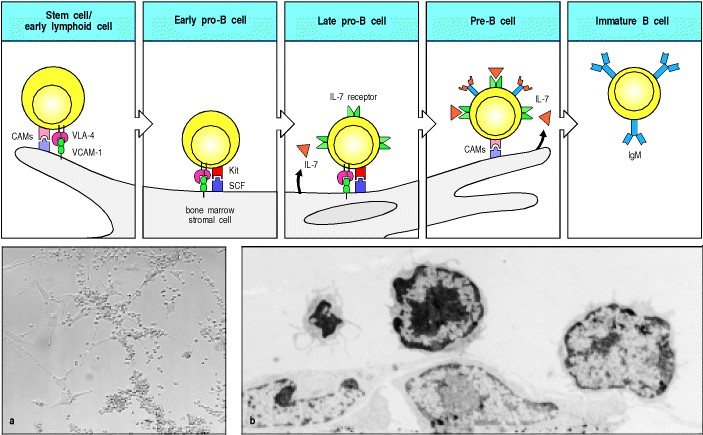 Stem cell/
early lymphoid cell
Early pro-B cell
Late pro-B cell
Pre-B cell
Immature B cell
CAMs
VLA-4
VCAM-1
Kit
SCF
bone marrow
stromal cell
IL-7 receptor
IL-7
IL-7
CAMs
IgM
a
b